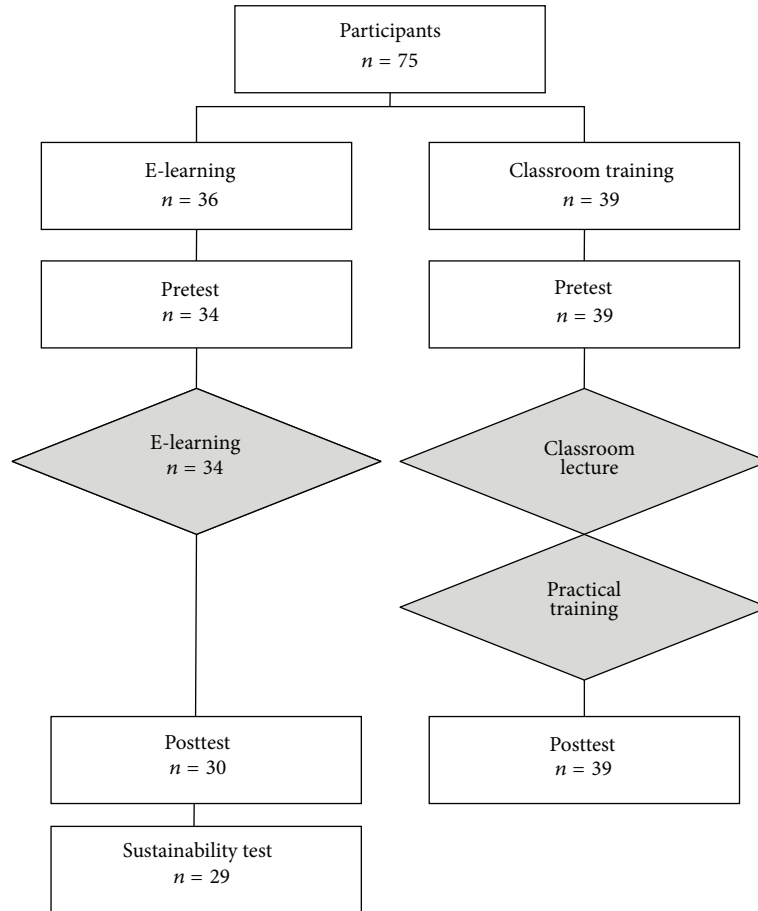 Participants
n = 75
E-learning
n = 36
Classroom training
n = 39
Pretest
n = 34
Pretest
n = 39
E-learning
n = 34
Classroom
lecture
Practical
training
Posttest
n = 30
Posttest
n = 39
Sustainability test
n = 29